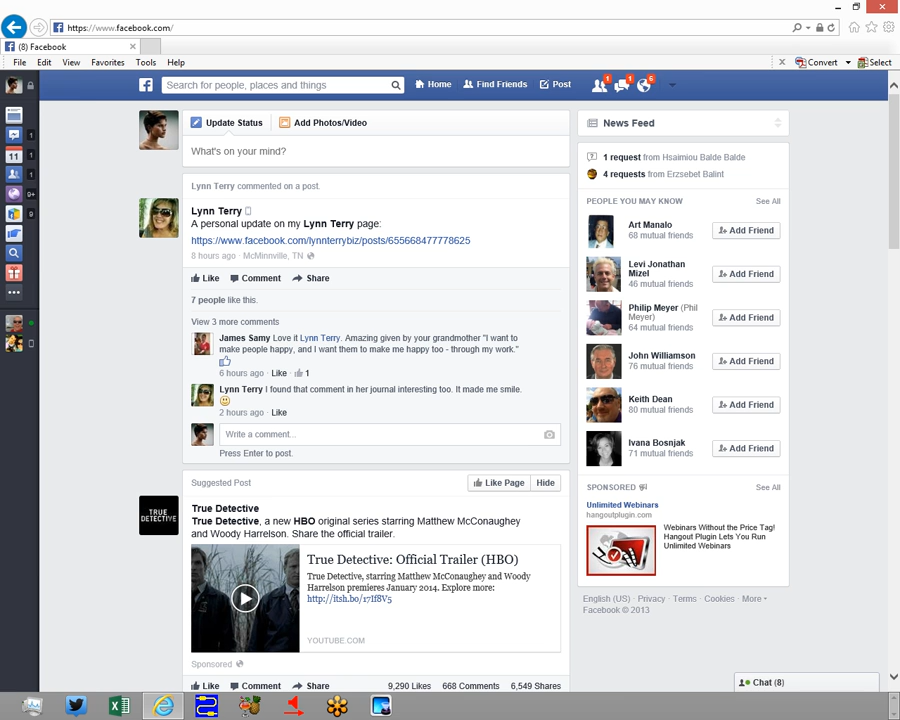 https://www.facebook.com/
(8) Facebook
File Edit View Favorites Tools Help
Convert Select
Search for people, places and things
Home Find Friends Post 1 1 6
1
11 1
1
9+
9
Update Status Add Photos/Video
What's on your mind?
Lynn Terry commented on a post.
Lynn Terry
A personal update on my Lynn Terry page:
https://www.facebook.com/lynnterrybiz/posts/655668477778625
8 hours ago · McMinnville, TN
Like Comment Share
7 people like this.
View 3 more comments
James Samy Love it Lynn Terry. Amazing given by your grandmother "I want to
make people happy, and I want them to make me happy too - through my work."
6 hours ago · Like · 1
Lynn Terry I found that comment in her journal interesting too. It made me smile.
2 hours ago · Like
Write a comment...
Press Enter to post.
Suggested Post Like Page Hide
TRUE
DETECTIVE
True Detective
True Detective, a new HBO original series starring Matthew McConaughey
and Woody Harrelson. Share the official trailer.
True Detective: Official Trailer (HBO)
True Detective, starring Matthew McConaughey and Woody
Harrelson premieres January 2014. Explore more:
http://itsh.bo/17If8V5
YOUTUBE.COM
Sponsored
Like Comment Share 9,290 Likes 668 Comments 6,549 Shares
News Feed
1 request from Hsaimiou Balde Balde
4 requests from Erzsebet Balint
PEOPLE YOU MAY KNOW See All
Art Manalo
68 mutual friends
Add Friend
Levi Jonathan
Mizel
46 mutual friends
Add Friend
Philip Meyer (Phil
Meyer)
64 mutual friends
Add Friend
John Williamson
76 mutual friends
Add Friend
Keith Dean
80 mutual friends
Add Friend
Ivana Bosnjak
71 mutual friends
Add Friend
SPONSORED See All
Unlimited Webinars
hangoutplugin.com
Webinars Without the Price Tag!
Hangout Plugin Lets You Run
Unlimited Webinars
English (US) · Privacy · Terms · Cookies · More
Facebook © 2013
Chat (8)